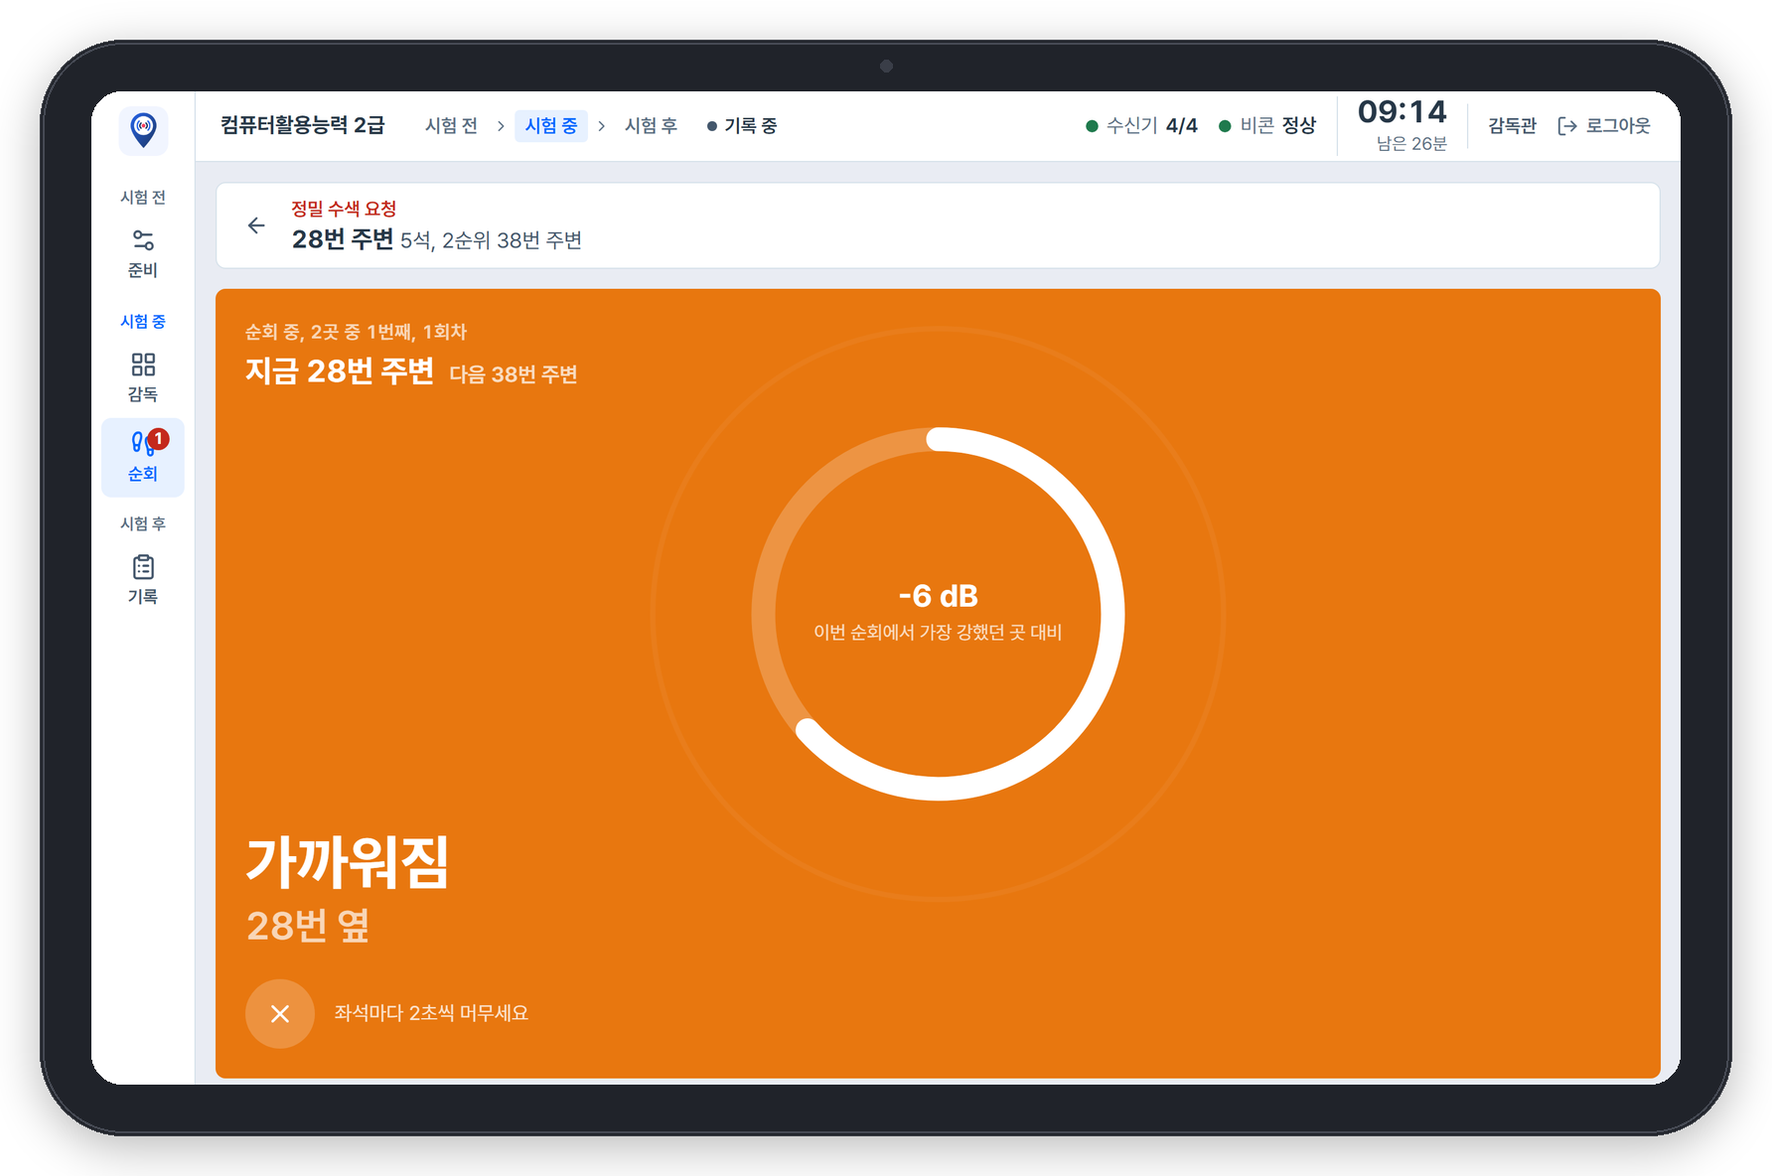 컴퓨터활용능력 2급
시험 전 > 시험 중 > 시험 후
기록 중
수신기 4/4
비콘 정상
09:14
남은 26분
감독관
로그아웃
시험 전
준비
시험 중
감독
1
순회
시험 후
기록
정밀 수색 요청
28번 주변 5석, 2순위 38번 주변
순회 중, 2곳 중 1번째, 1회차
지금 28번 주변 다음 38번 주변
-6 dB
이번 순회에서 가장 강했던 곳 대비
가까워짐
28번 옆
좌석마다 2초씩 머무세요